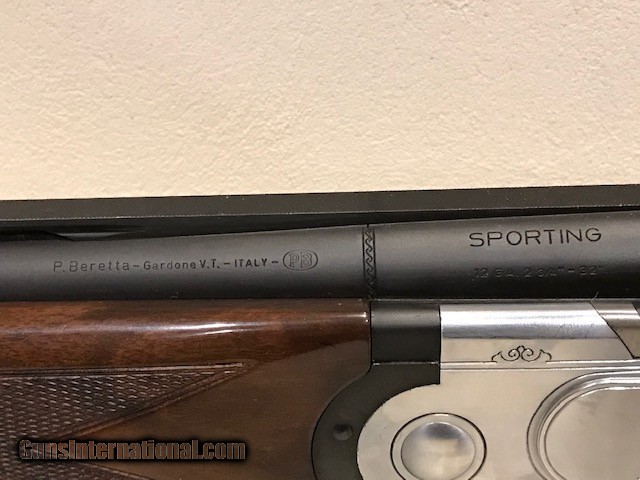 SPORTING
P. Beretta - Gardone V.T. - ITALY - PB
12 GA. 2 3/4" - 32"
GunsInternational.com